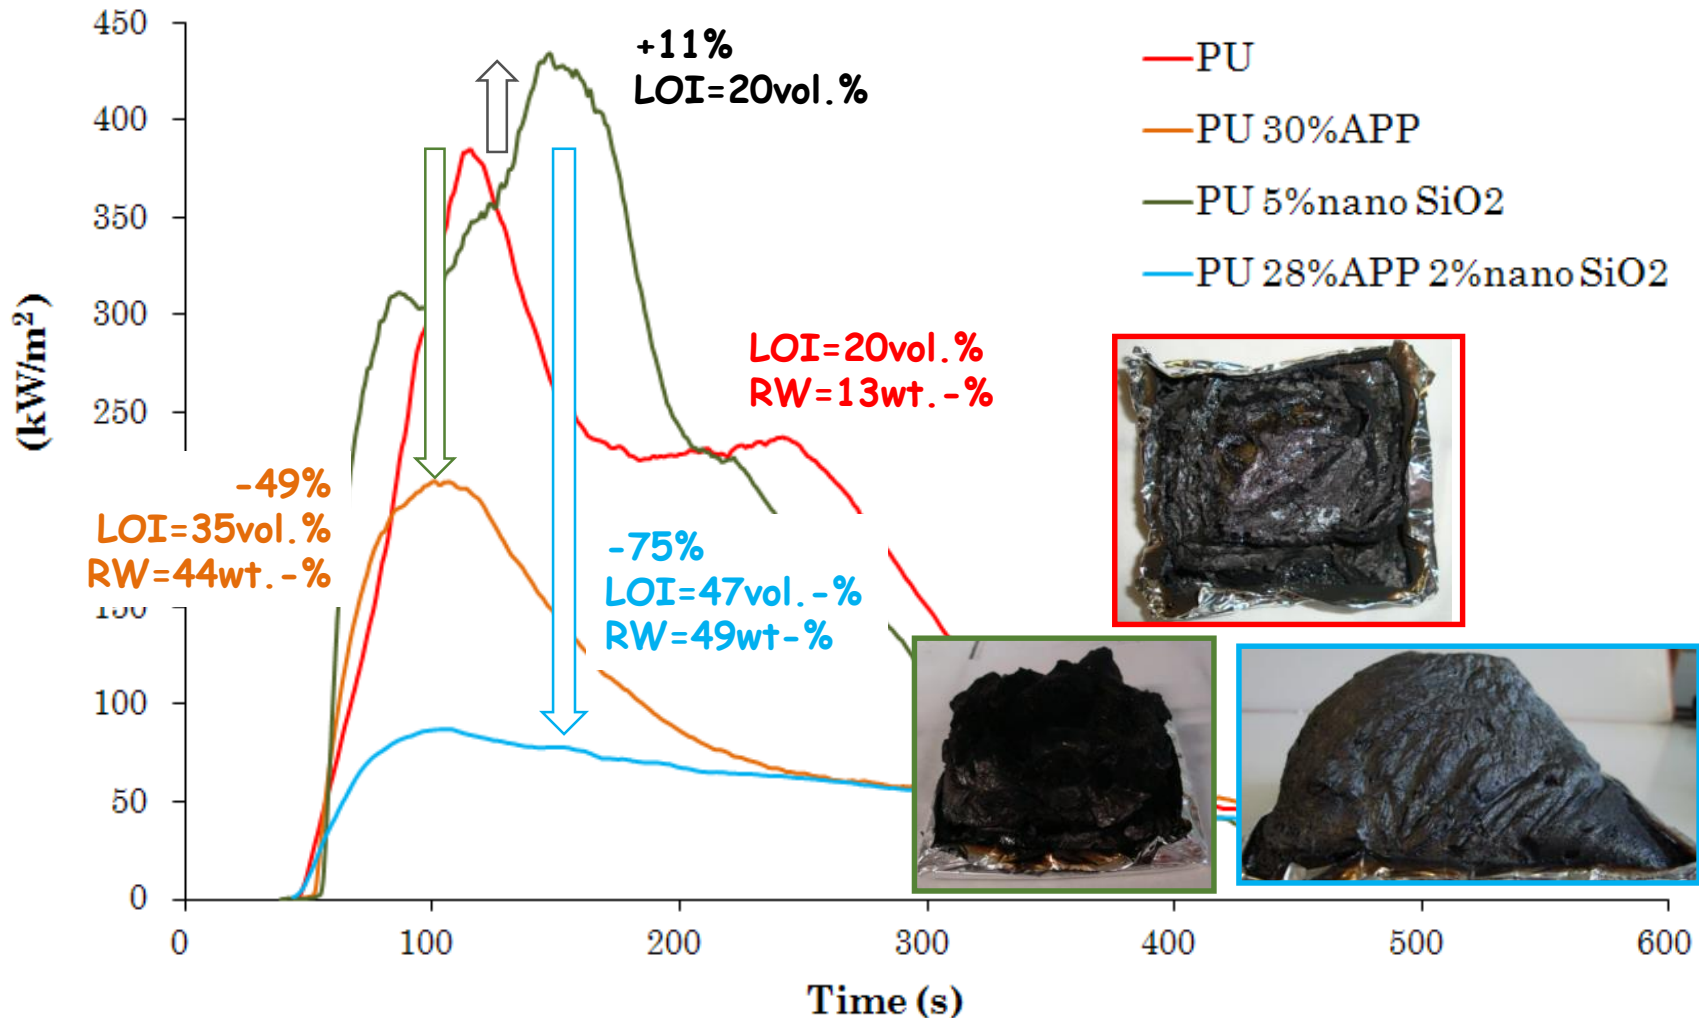 450
400
350
300
250
150
100
50
0
(kW/m²)
+11%
LOI=20vol.%
PU
PU 30%APP
PU 5%nano SiO2
PU 28%APP 2%nano SiO2
LOI=20vol.%
RW=13wt.-%
-49%
LOI=35vol.%
RW=44wt.-%
-75%
LOI=47vol.-%
RW=49wt-%
0 100 200 300 400 500 600
Time (s)